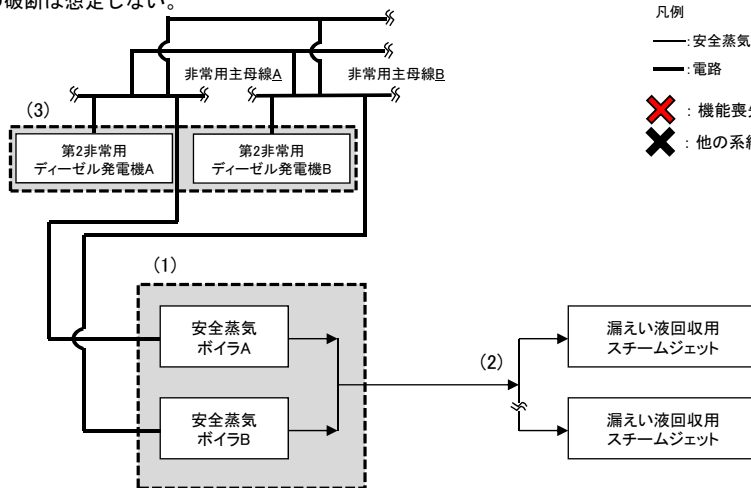 の破断は想定しない。
凡例
:安全蒸気
:電路
:機能喪失
:他の系統
非常用主母線A
非常用主母線B
(3)
第2非常用
ディーゼル発電機A
第2非常用
ディーゼル発電機B
(1)
安全蒸気
ボイラA
安全蒸気
ボイラB
(2)
漏えい液回収用
スチームジェット
漏えい液回収用
スチームジェット